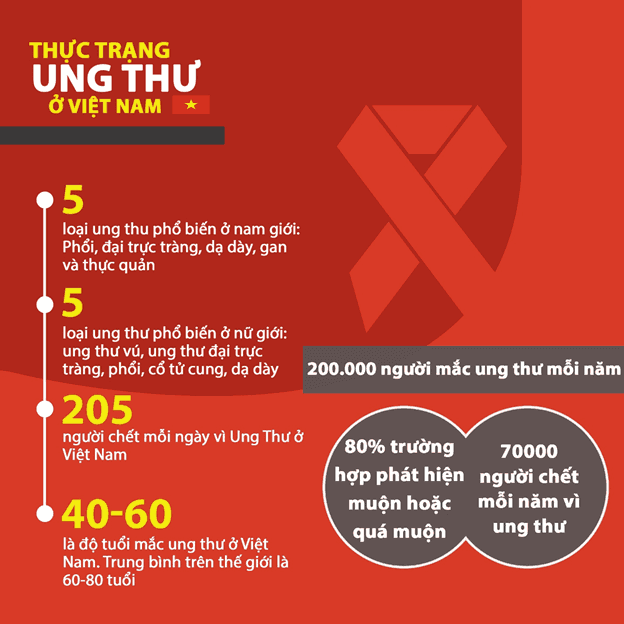 THỰC TRẠNG
UNG THƯ
Ở VIỆT NAM
5
loại ung thu phổ biến ở nam giới:
Phổi, đại trực tràng, dạ dày, gan
và thực quản
5
loại ung thư phổ biến ở nữ giới:
ung thư vú, ung thư đại trực
tràng, phổi, cổ tử cung, dạ dày
205
người chết mỗi ngày vì Ung Thư ở
Việt Nam
40-60
là độ tuổi mắc ung thư ở Việt
Nam. Trung bình trên thế giới là
60-80 tuổi
200.000 người mắc ung thư mỗi năm
80% trường
hợp phát hiện
muộn hoặc
quá muộn
70000
người chết
mỗi năm vì
ung thư